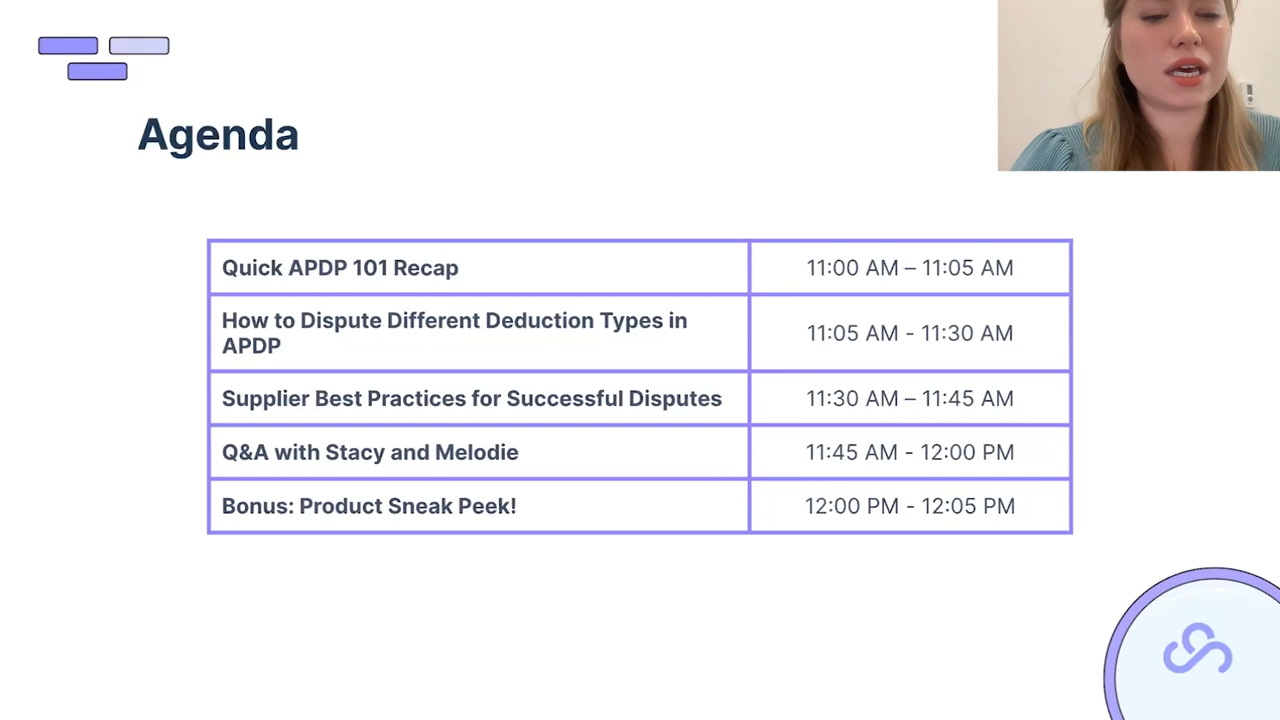 Agenda
Quick APDP 101 Recap
11:00 AM – 11:05 AM
How to Dispute Different Deduction Types in
APDP
11:05 AM - 11:30 AM
Supplier Best Practices for Successful Disputes
11:30 AM – 11:45 AM
Q&A with Stacy and Melodie
11:45 AM - 12:00 PM
Bonus: Product Sneak Peek!
12:00 PM - 12:05 PM